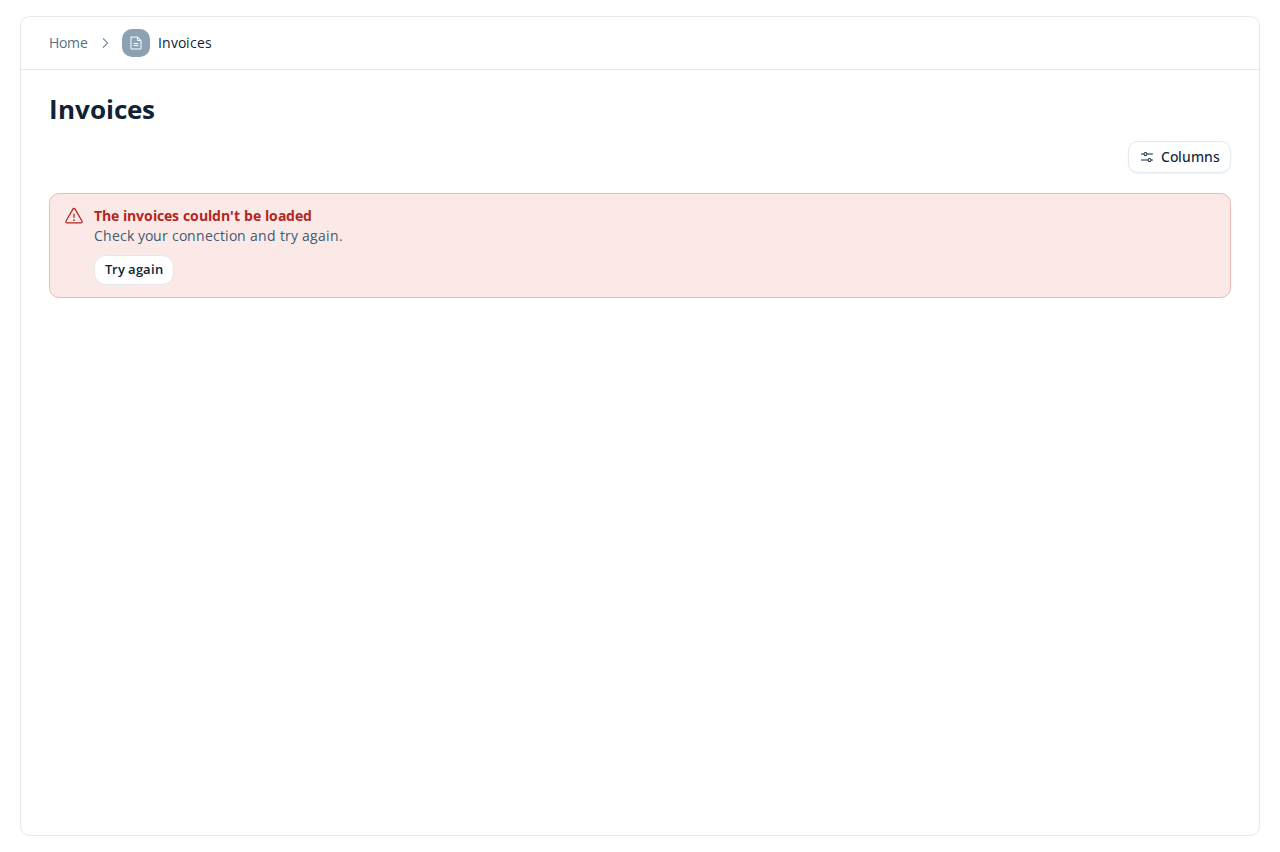 Home
Invoices
Invoices
Columns
The invoices couldn't be loaded
Check your connection and try again.
Try again